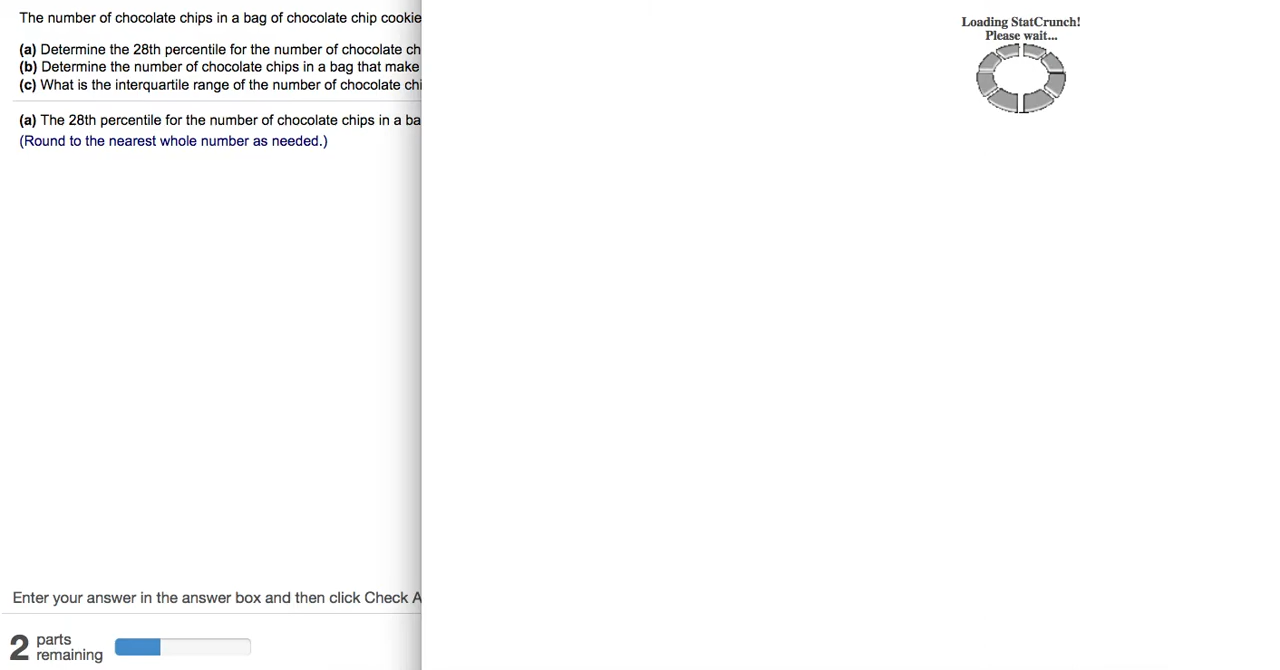 The number of chocolate chips in a bag of chocolate chip cookie
(a) Determine the 28th percentile for the number of chocolate ch
(b) Determine the number of chocolate chips in a bag that make
(c) What is the interquartile range of the number of chocolate chi
(a) The 28th percentile for the number of chocolate chips in a ba
(Round to the nearest whole number as needed.)
Enter your answer in the answer box and then click Check A
2 parts
remaining
Loading StatCrunch!
Please wait...